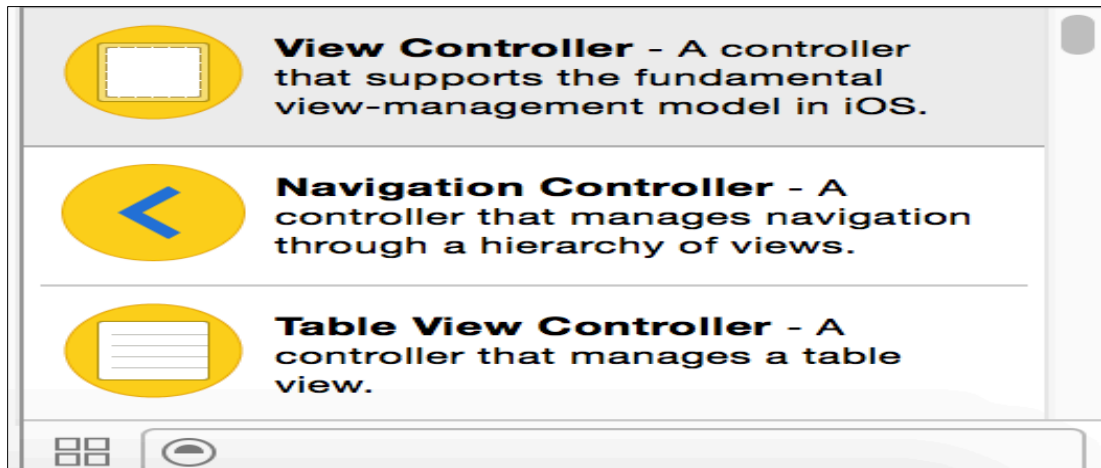 View Controller - A controller
that supports the fundamental
view-management model in iOS.
Navigation Controller - A
controller that manages navigation
through a hierarchy of views.
Table View Controller - A
controller that manages a table
view.